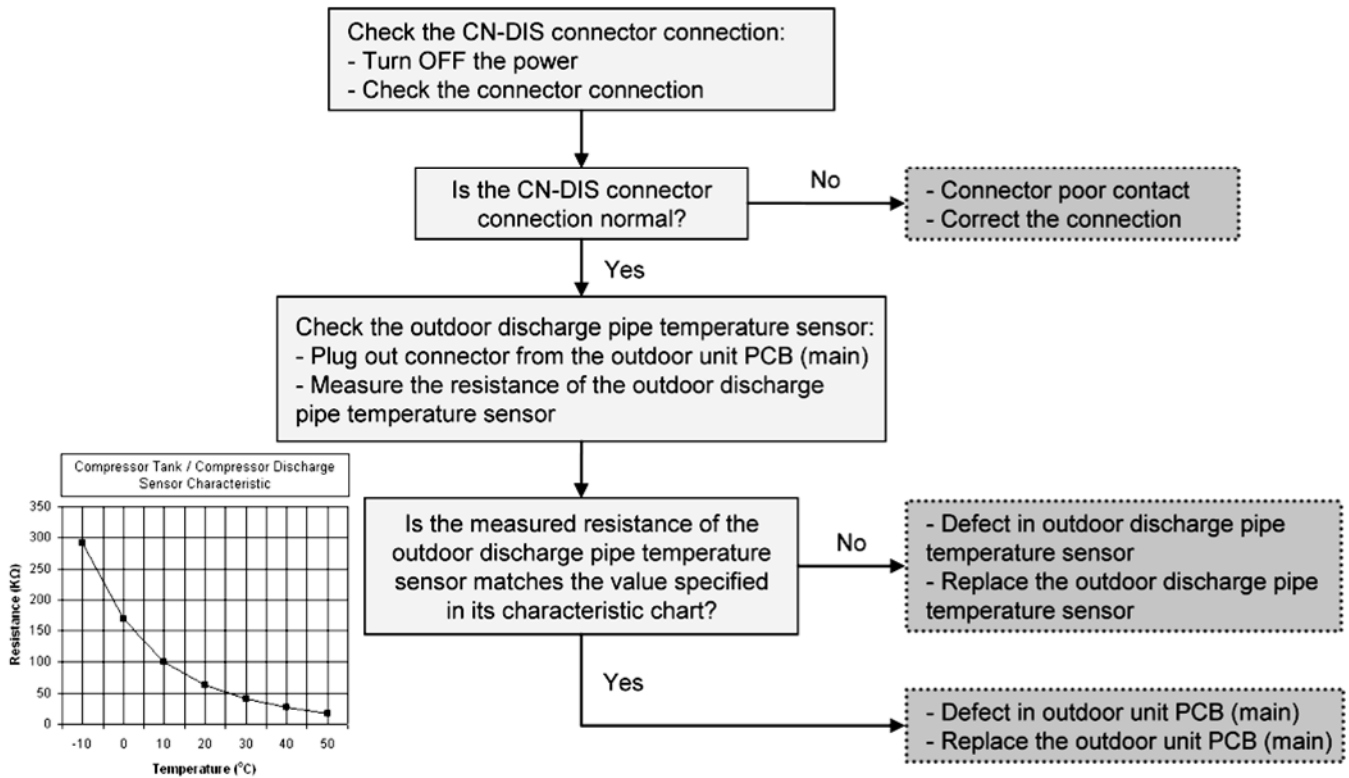 Check the CN-DIS connector connection:
- Turn OFF the power
- Check the connector connection
Is the CN-DIS connector
connection normal?
No
- Connector poor contact
- Correct the connection
Yes
Check the outdoor discharge pipe temperature sensor:
- Plug out connector from the outdoor unit PCB (main)
- Measure the resistance of the outdoor discharge
pipe temperature sensor
Compressor Tank / Compressor Discharge
Sensor Characteristic
350
300
250
200
150
100
50
0
Resistance (KΩ)
-10 0 10 20 30 40 50
Temperature (°C)
Is the measured resistance of the
outdoor discharge pipe temperature
sensor matches the value specified
in its characteristic chart?
No
- Defect in outdoor discharge pipe
temperature sensor
- Replace the outdoor discharge pipe
temperature sensor
Yes
- Defect in outdoor unit PCB (main)
- Replace the outdoor unit PCB (main)